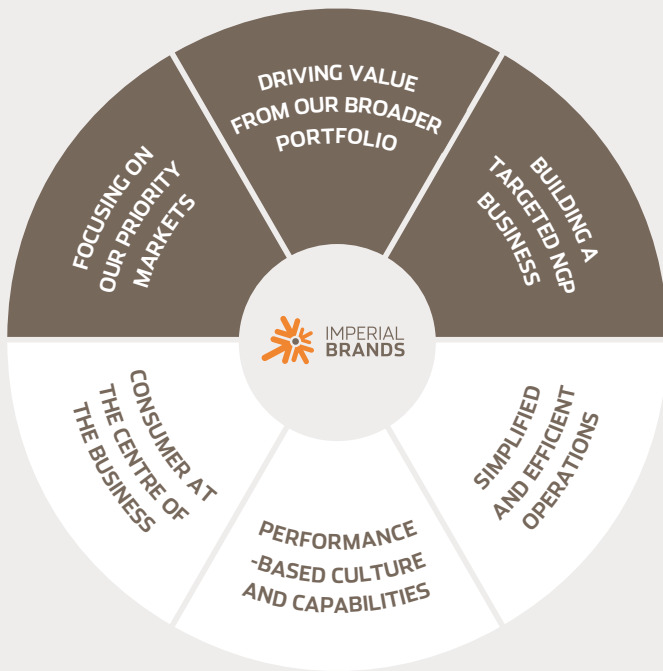 DRIVING VALUE
FROM OUR BROADER
PORTFOLIO
BUILDING A
TARGETED NGP
BUSINESS
SIMPLIFIED
AND EFFICIENT
OPERATIONS
PERFORMANCE
-BASED CULTURE
AND CAPABILITIES
CONSUMER AT
THE CENTRE OF
THE BUSINESS
FOCUSING ON
OUR PRIORITY
MARKETS
IMPERIAL
BRANDS